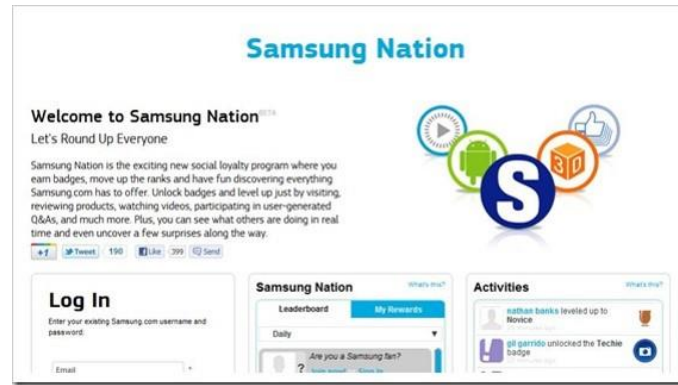 Samsung Nation
Welcome to Samsung Nation BETA
Let's Round Up Everyone
Samsung Nation is the exciting new social loyalty program where you
earn badges, move up the ranks and have fun discovering everything
Samsung.com has to offer. Unlock badges and level up just by visiting,
reviewing products, watching videos, participating in user-generated
Q&As, and much more. Plus, you can see what others are doing in real
time and even uncover a few surprises along the way.
+1 Tweet 190 Like 399 Send
3D
S
Log In
Enter your existing Samsung.com username and
password:
Email *
Samsung Nation What's this?
Leaderboard My Rewards
Daily
Are you a Samsung fan?
? Join now! Sign in
Activities What's this?
nathan banks leveled up to
Novice
gil garrido unlocked the Techie
badge